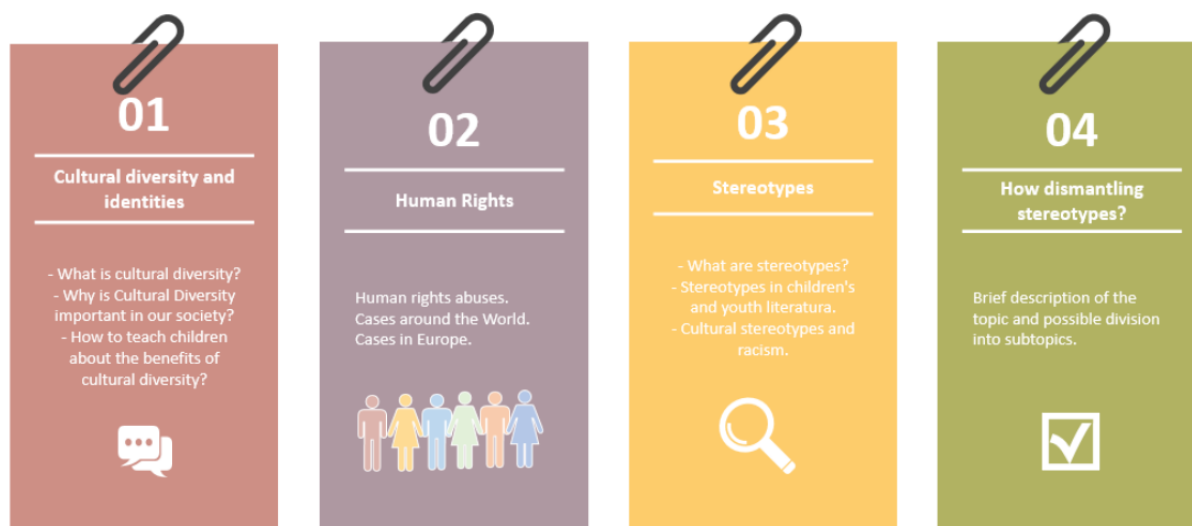 01
Cultural diversity and
identities
- What is cultural diversity?
- Why is Cultural Diversity
important in our society?
- How to teach children
about the benefits of
cultural diversity?
02
Human Rights
Human rights abuses.
Cases around the World.
Cases in Europe.
03
Stereotypes
- What are stereotypes?
- Stereotypes in children's
and youth literatura.
- Cultural stereotypes and
racism.
04
How dismantling
stereotypes?
Brief description of the
topic and possible division
into subtopics.